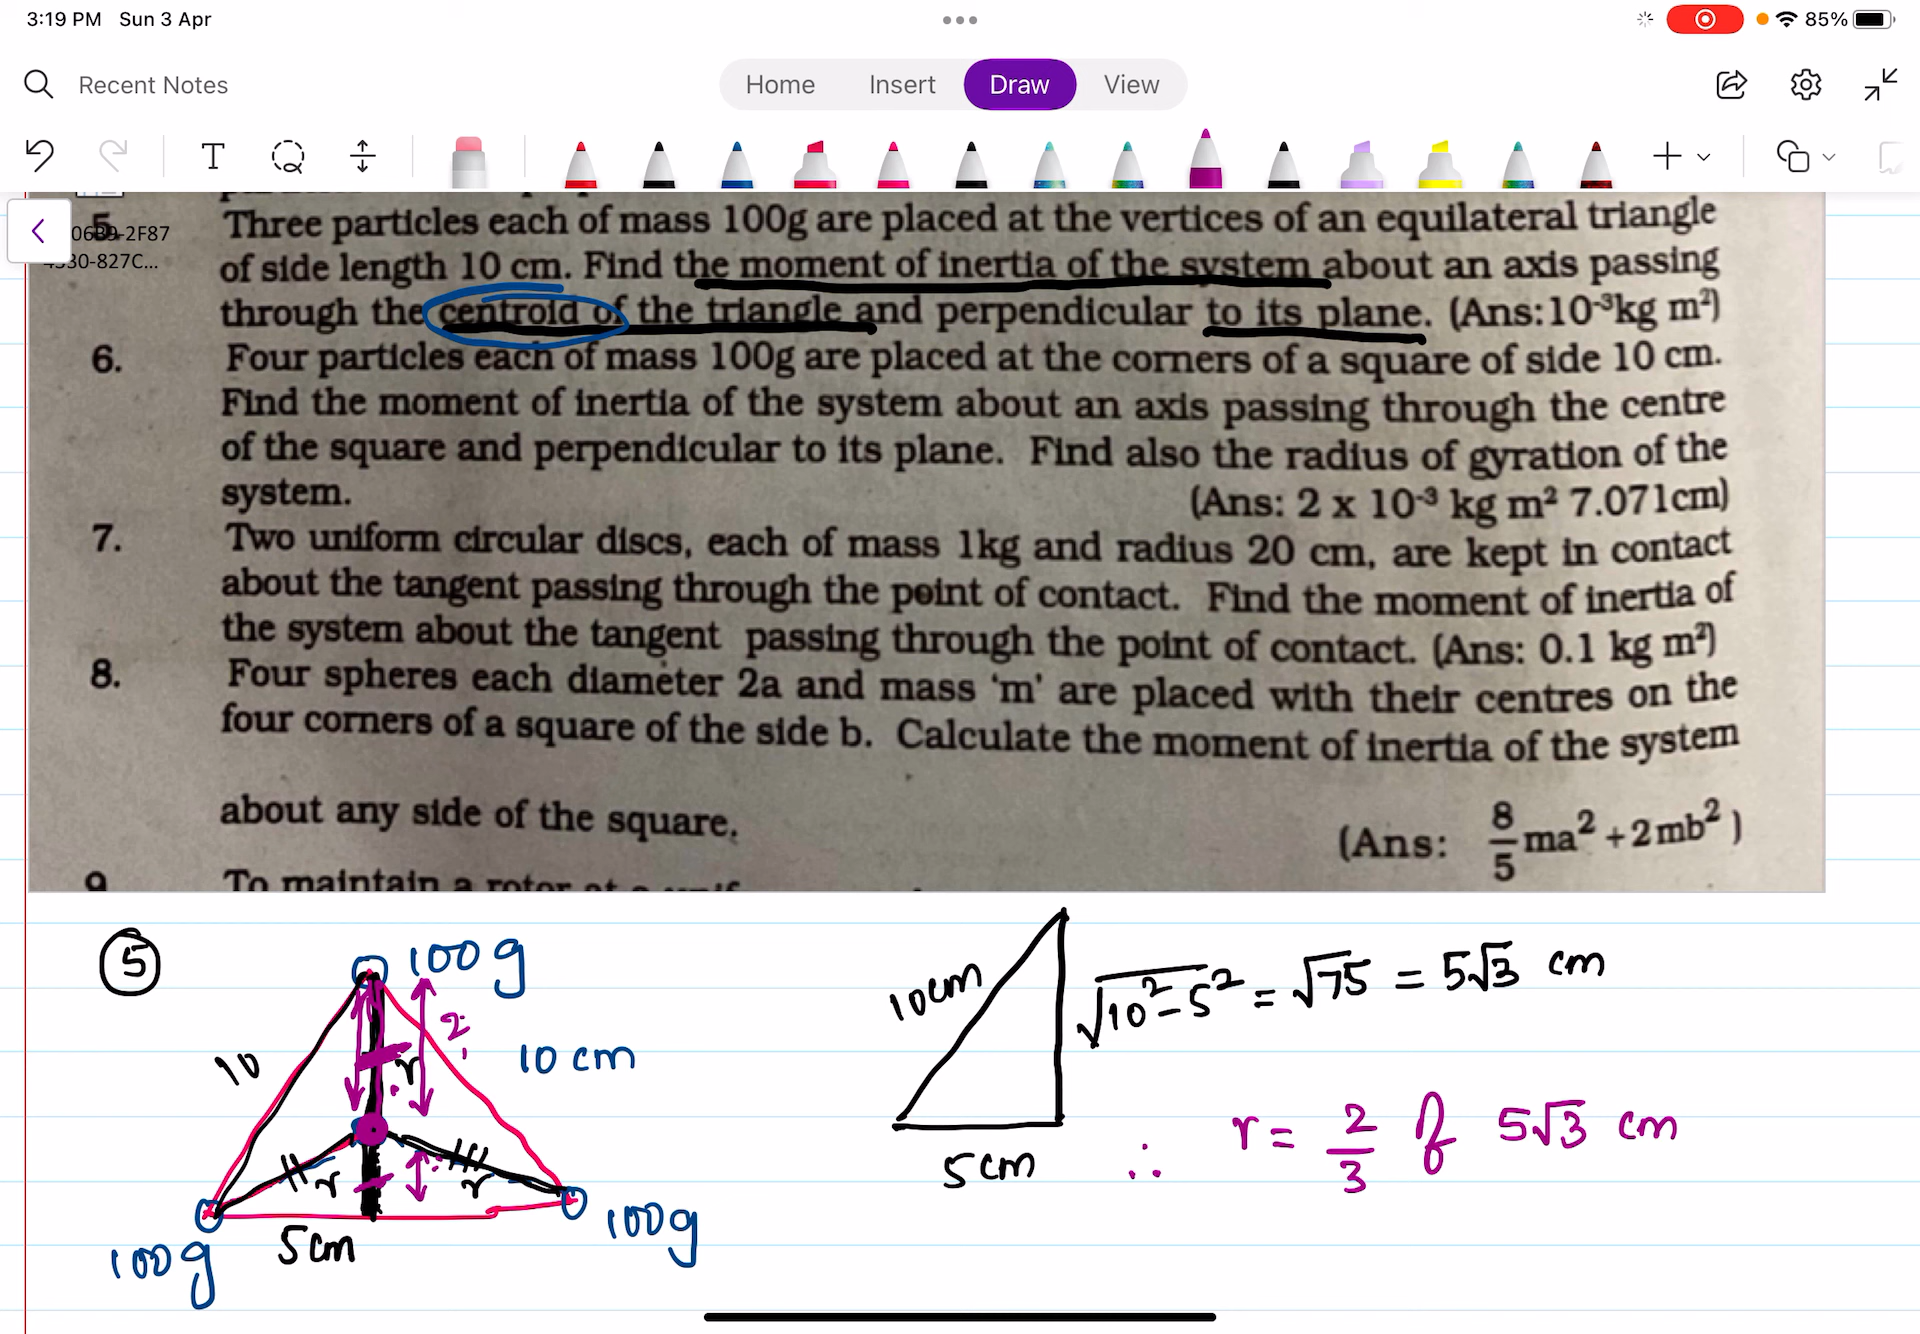 3:19 PM Sun 3 Apr
85%
Recent Notes
Home Insert Draw View
T
5. 0639-2F87
4330-827C...
Three particles each of mass 100g are placed at the vertices of an equilateral triangle
of side length 10 cm. Find the moment of inertia of the system about an axis passing
through the centroid of the triangle and perpendicular to its plane. (Ans:10⁻³kg m²)
6. Four particles each of mass 100g are placed at the corners of a square of side 10 cm.
Find the moment of inertia of the system about an axis passing through the centre
of the square and perpendicular to its plane. Find also the radius of gyration of the
system. (Ans: 2 x 10⁻³ kg m² 7.071cm)
7. Two uniform circular discs, each of mass 1kg and radius 20 cm, are kept in contact
about the tangent passing through the point of contact. Find the moment of inertia of
the system about the tangent passing through the point of contact. (Ans: 0.1 kg m²)
8. Four spheres each diameter 2a and mass ‘m’ are placed with their centres on the
four corners of a square of the side b. Calculate the moment of inertia of the system
about any side of the square. (Ans: 8/5 ma² + 2mb²)
9 To maintain a rotor at a
5
100g
10
2
r
10 cm
r
r
100g
5cm
100g
10cm
√10²-5² = √75 = 5√3 cm
5cm
∴ r = 2/3 of 5√3 cm